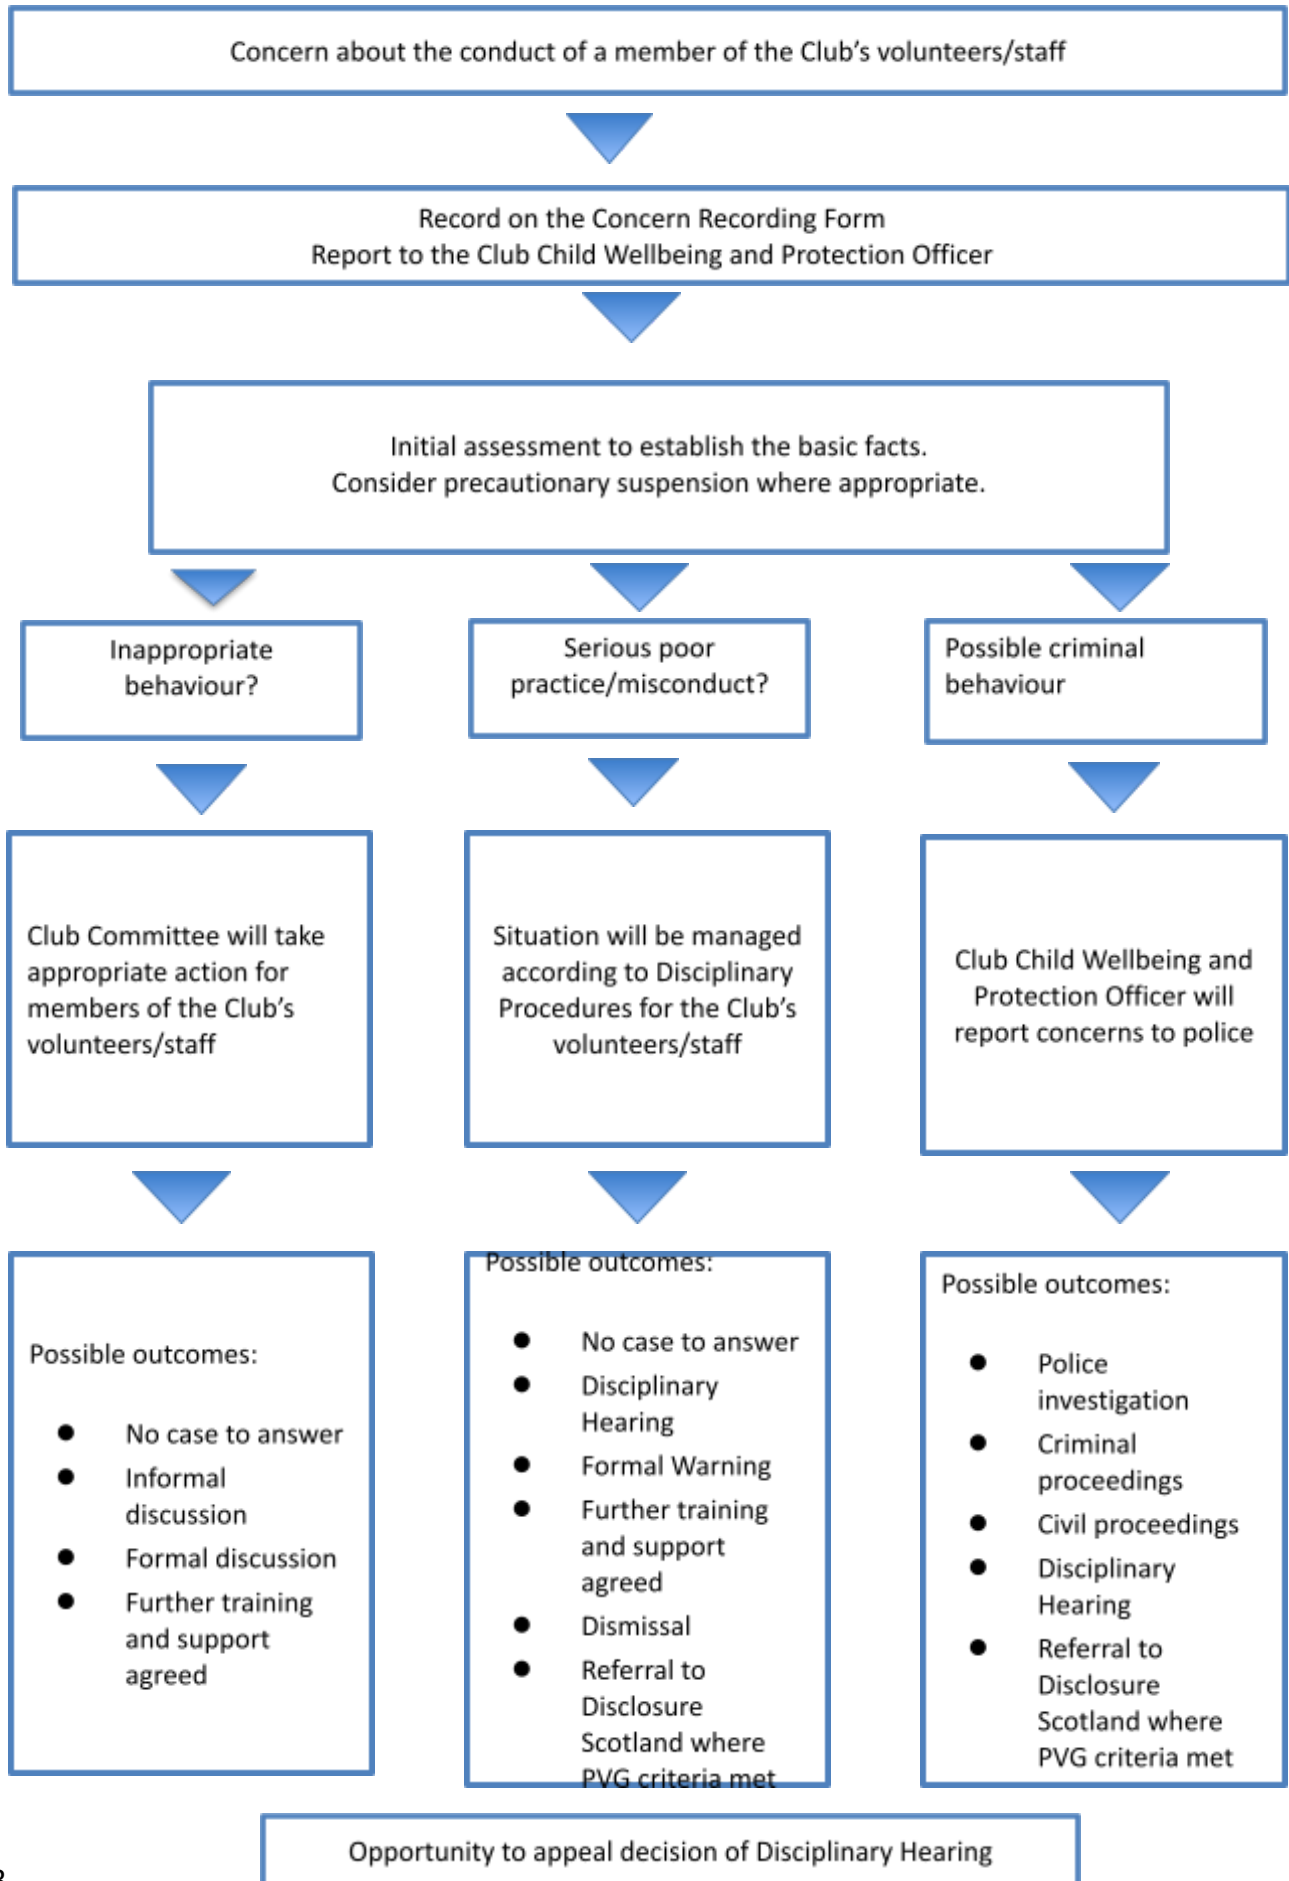 Concern about the conduct of a member of the Club's volunteers/staff
Record on the Concern Recording Form
Report to the Club Child Wellbeing and Protection Officer
Initial assessment to establish the basic facts.
Consider precautionary suspension where appropriate.
Inappropriate
behaviour?
Serious poor
practice/misconduct?
Possible criminal
behaviour
Club Committee will take
appropriate action for
members of the Club's
volunteers/staff
Situation will be managed
according to Disciplinary
Procedures for the Club's
volunteers/staff
Club Child Wellbeing and
Protection Officer will
report concerns to police
Possible outcomes:
● No case to answer
● Informal
discussion
● Formal discussion
● Further training
and support
agreed
Possible outcomes:
● No case to answer
● Disciplinary
Hearing
● Formal Warning
● Further training
and support
agreed
● Dismissal
● Referral to
Disclosure
Scotland where
PVG criteria met
Possible outcomes:
● Police
investigation
● Criminal
proceedings
● Civil proceedings
● Disciplinary
Hearing
● Referral to
Disclosure
Scotland where
PVG criteria met
Opportunity to appeal decision of Disciplinary Hearing